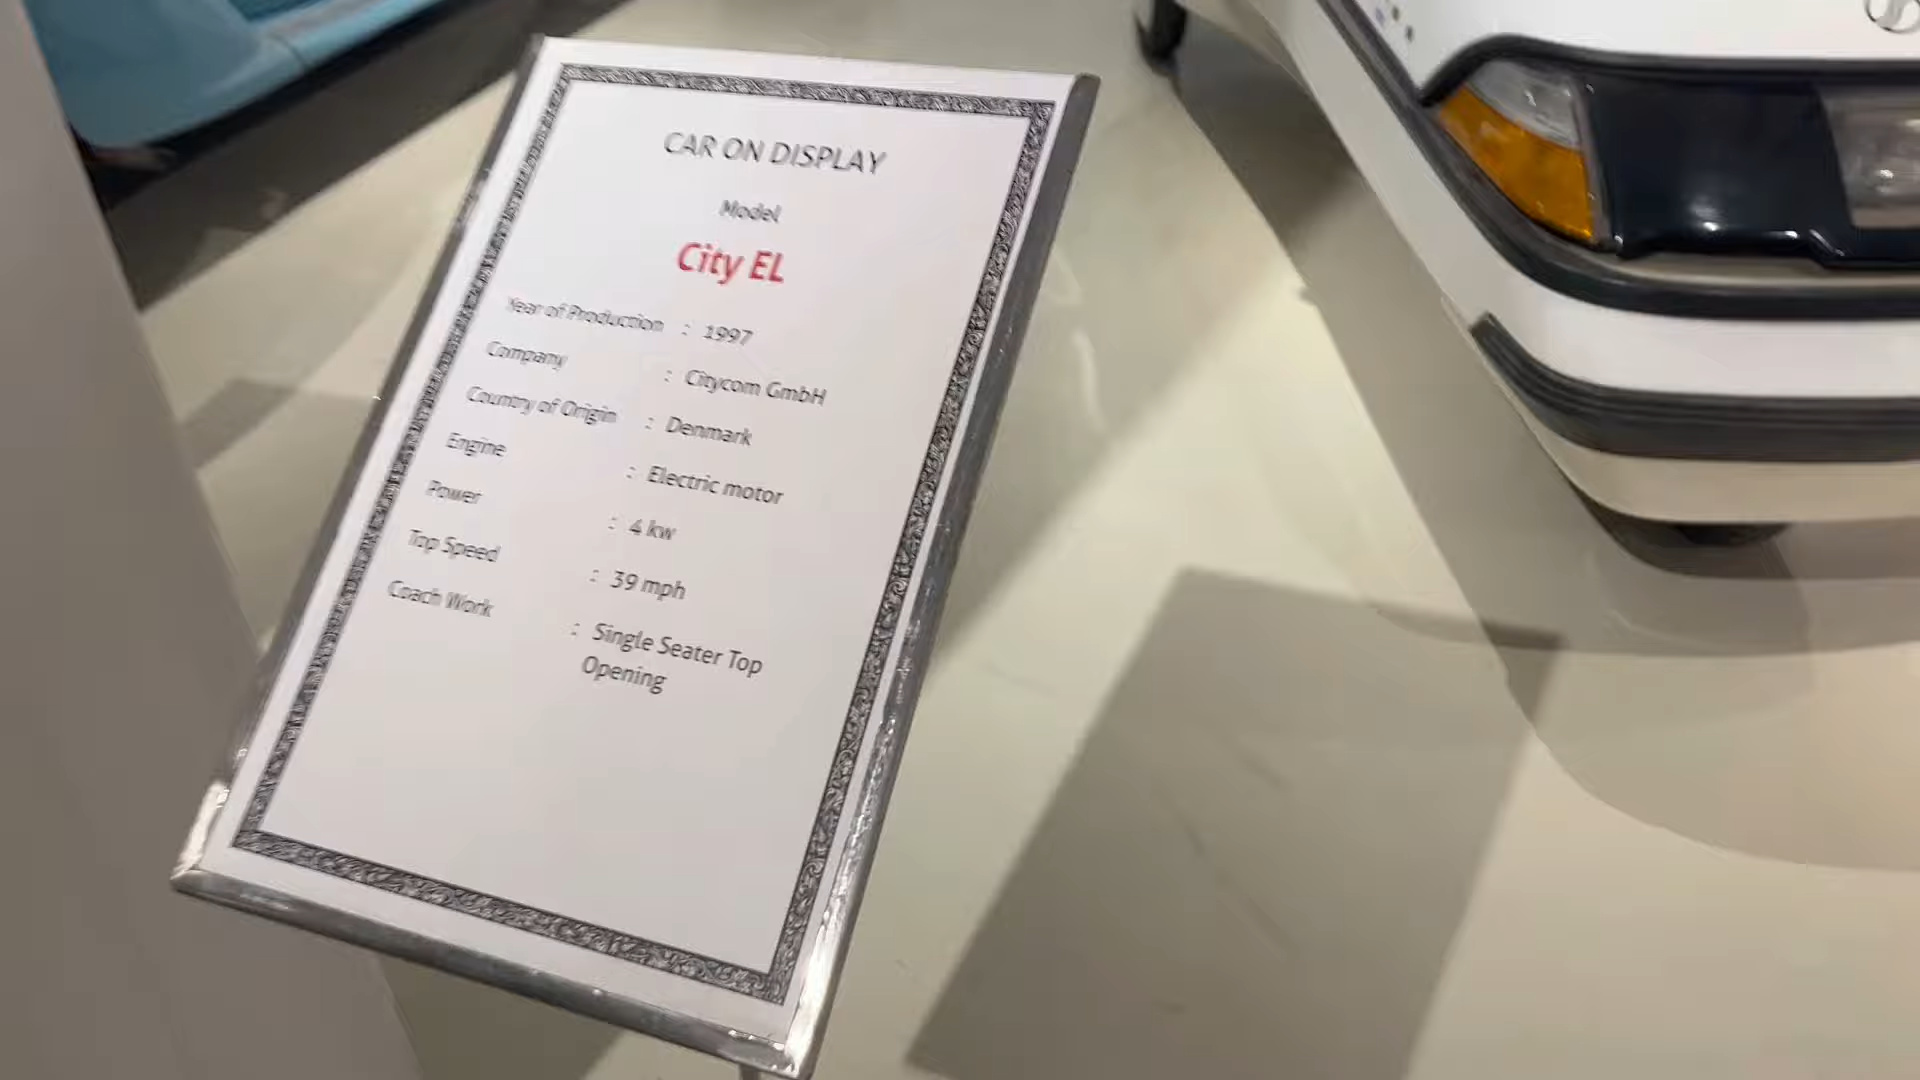 CAR ON DISPLAY
Model
City EL
Year of Production : 1997
Company : Citycom GmbH
Country of Origin : Denmark
Engine : Electric motor
Power : 4 kw
Top Speed : 39 mph
Coach Work : Single Seater Top
Opening